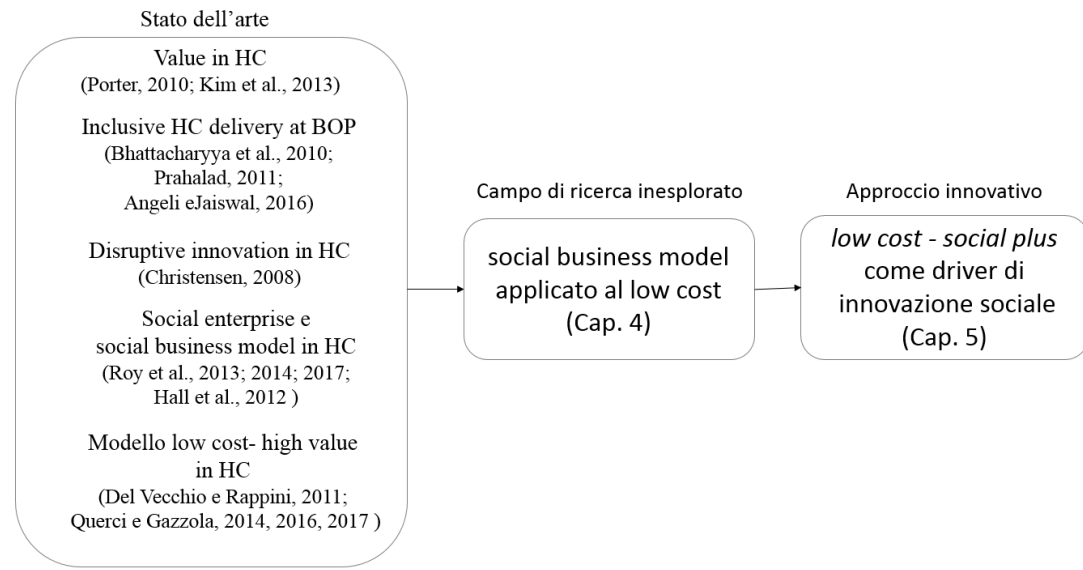 Stato dell’arte
Value in HC
(Porter, 2010; Kim et al., 2013)
Inclusive HC delivery at BOP
(Bhattacharyya et al., 2010;
Prahalad, 2011;
Angeli eJaiswal, 2016)
Disruptive innovation in HC
(Christensen, 2008)
Social enterprise e
social business model in HC
(Roy et al., 2013; 2014; 2017;
Hall et al., 2012 )
Modello low cost- high value
in HC
(Del Vecchio e Rappini, 2011;
Querci e Gazzola, 2014, 2016, 2017 )
Campo di ricerca inesplorato
social business model
applicato al low cost
(Cap. 4)
Approccio innovativo
low cost - social plus
come driver di
innovazione sociale
(Cap. 5)